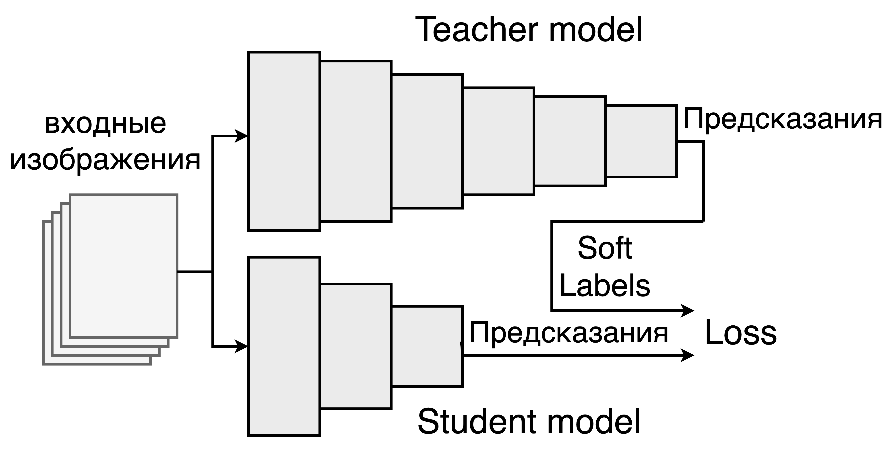 Teacher model
входные
изображения
Предсказания
Soft
Labels
Предсказания
Loss
Student model